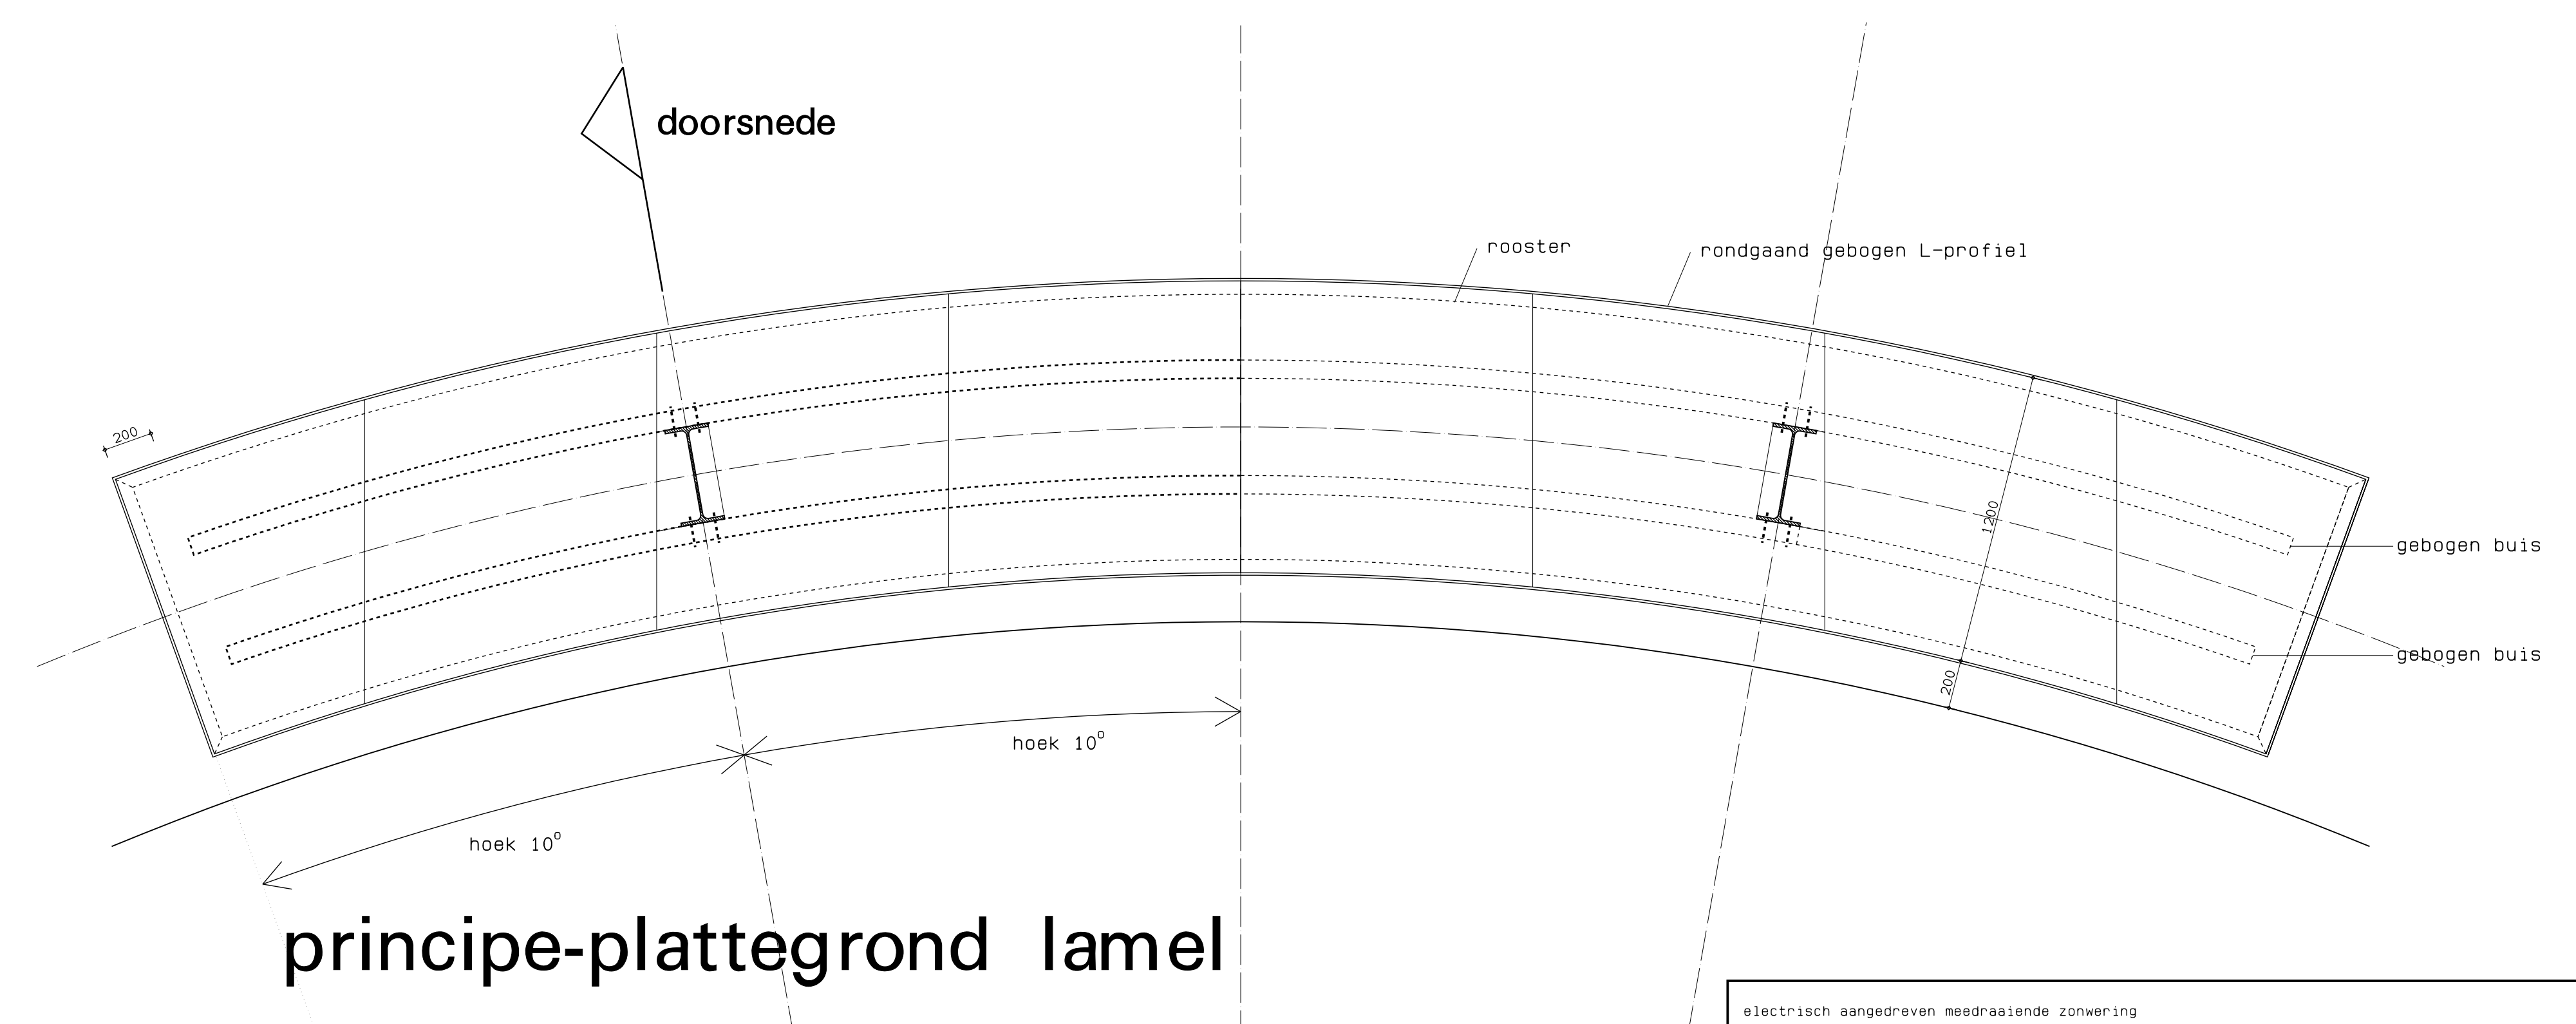 doorsnede
rooster
rondgaand gebogen L-profiel
200
1200
gebogen buis
gebogen buis
200
hoek 10°
hoek 10°
principe-plattegrond lamel
electrisch aangedreven meedraaiende zonwering